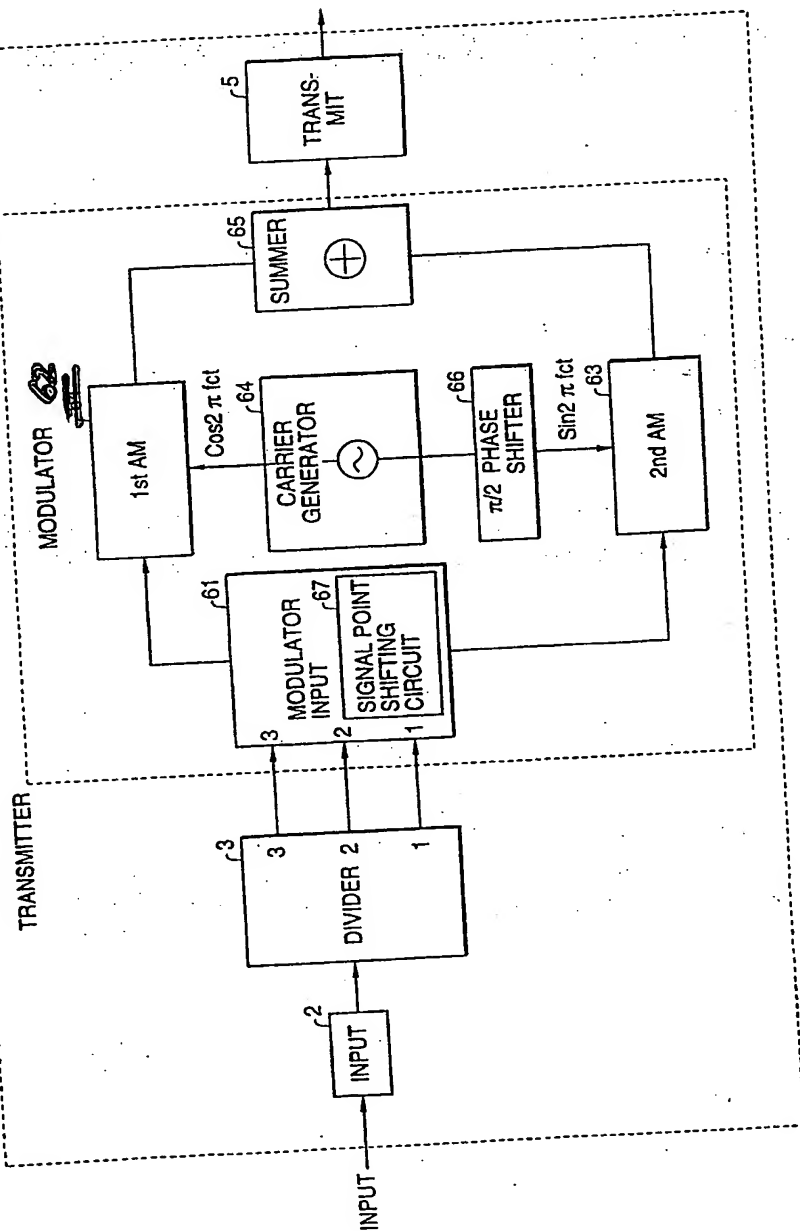 TRANSMITTER
MODULATOR
62
INPUT
2
INPUT
3
DIVIDER
3
2
1
61
MODULATOR
INPUT
3
2
1
67
SIGNAL POINT
SHIFTING
CIRCUIT
1st AM
Cos2 π fct
64
CARRIER
GENERATOR
~
66
π/2 PHASE
SHIFTER
Sin2 π fct
63
2nd AM
65
SUMMER
+
5
TRANS-
MIT